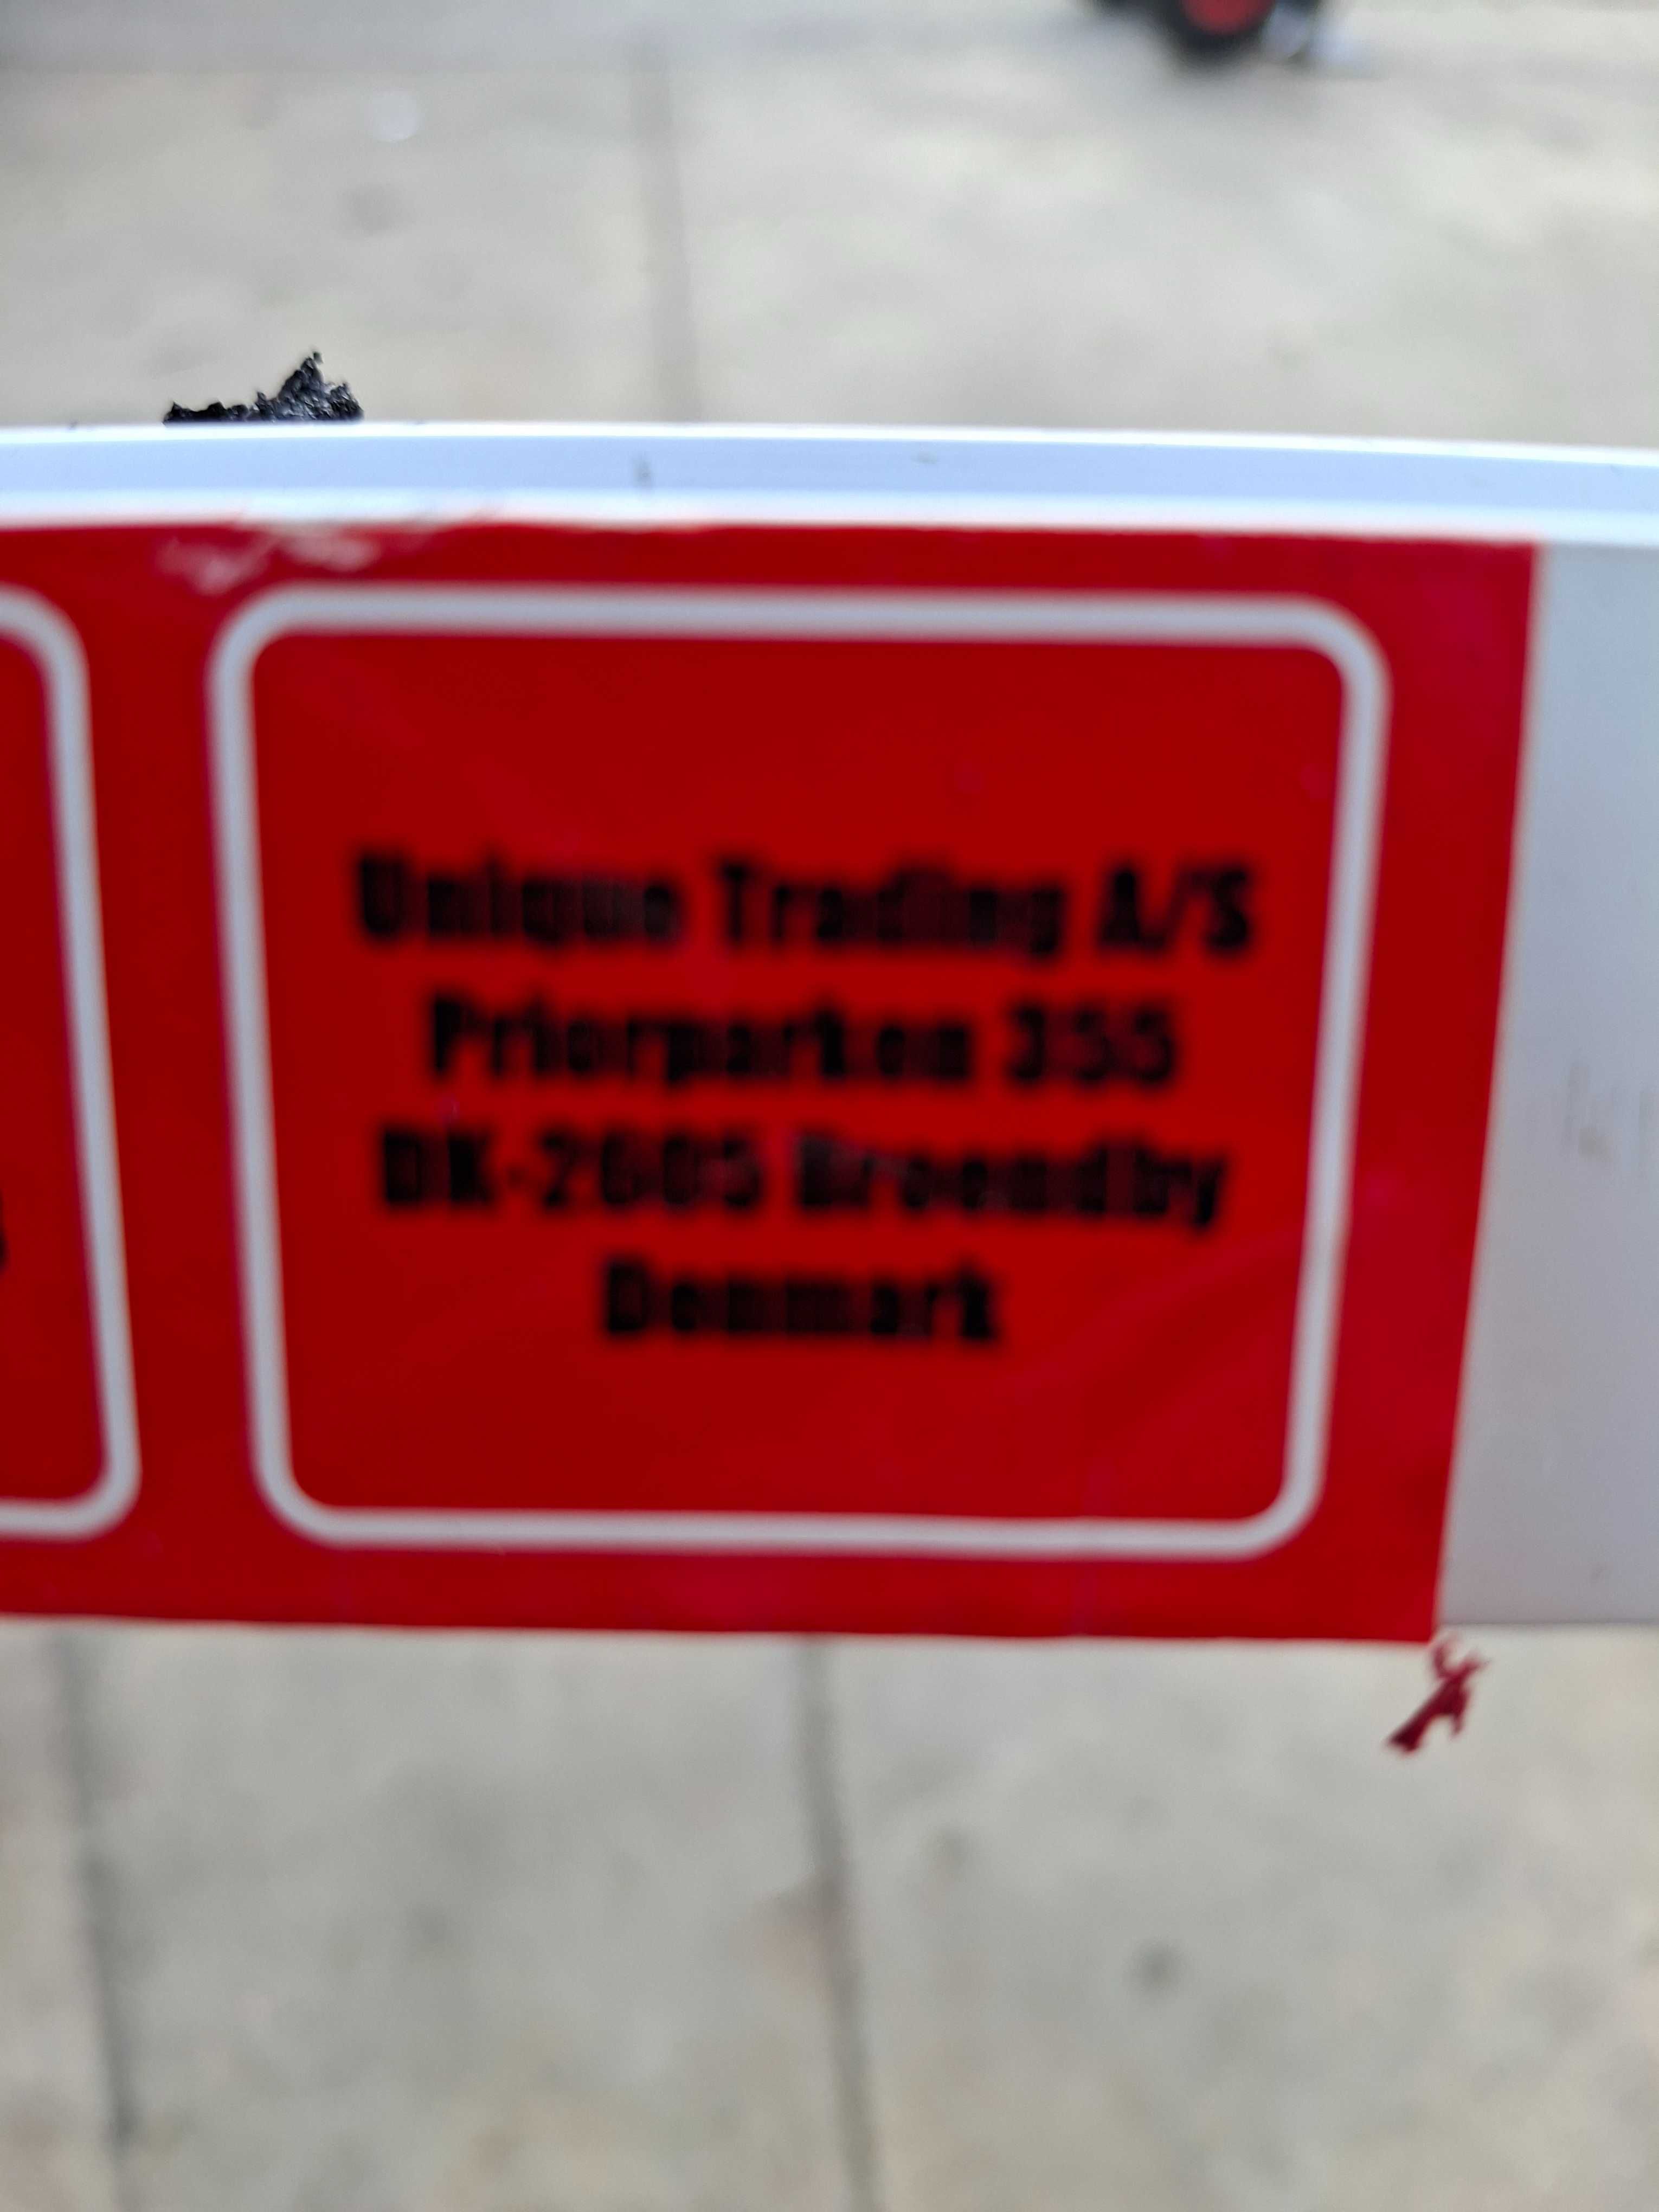 Unique Trading A/S
Priorparken 355
DK-2605 Broendby
Denmark